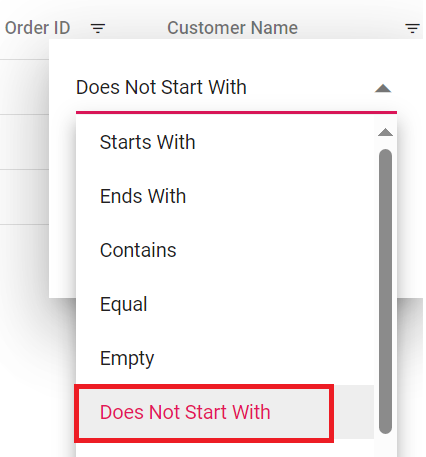 Order ID Customer Name
Does Not Start With
Starts With
Ends With
Contains
Equal
Empty
Does Not Start With